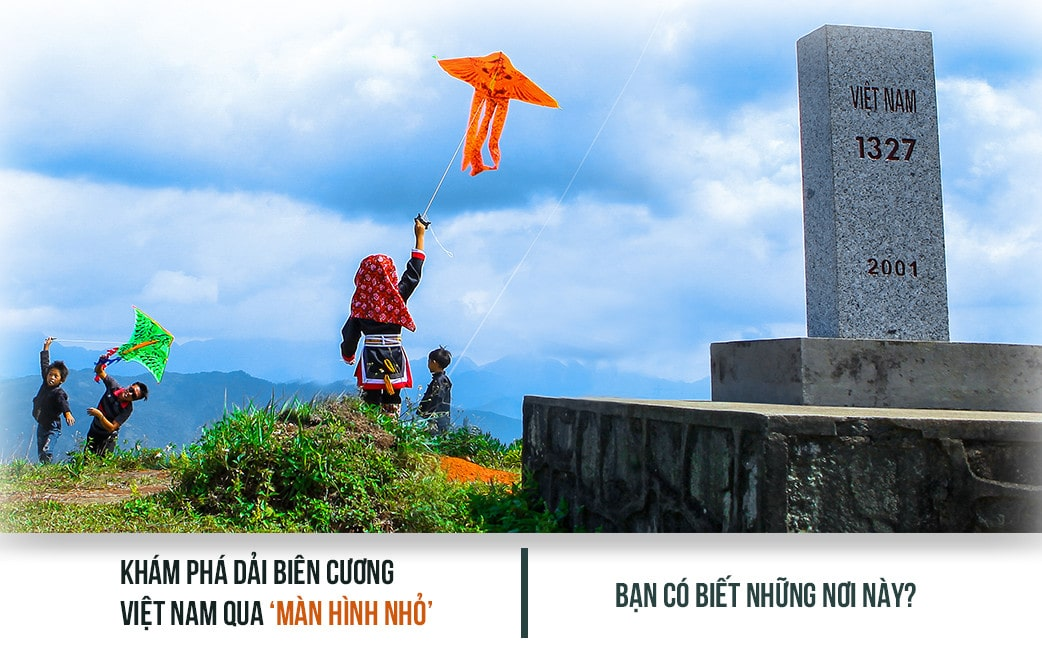 VIỆT NAM
1327
2001
KHÁM PHÁ DẢI BIÊN CƯƠNG
VIỆT NAM QUA ‘MÀN HÌNH NHỎ’
BẠN CÓ BIẾT NHỮNG NƠI NÀY?